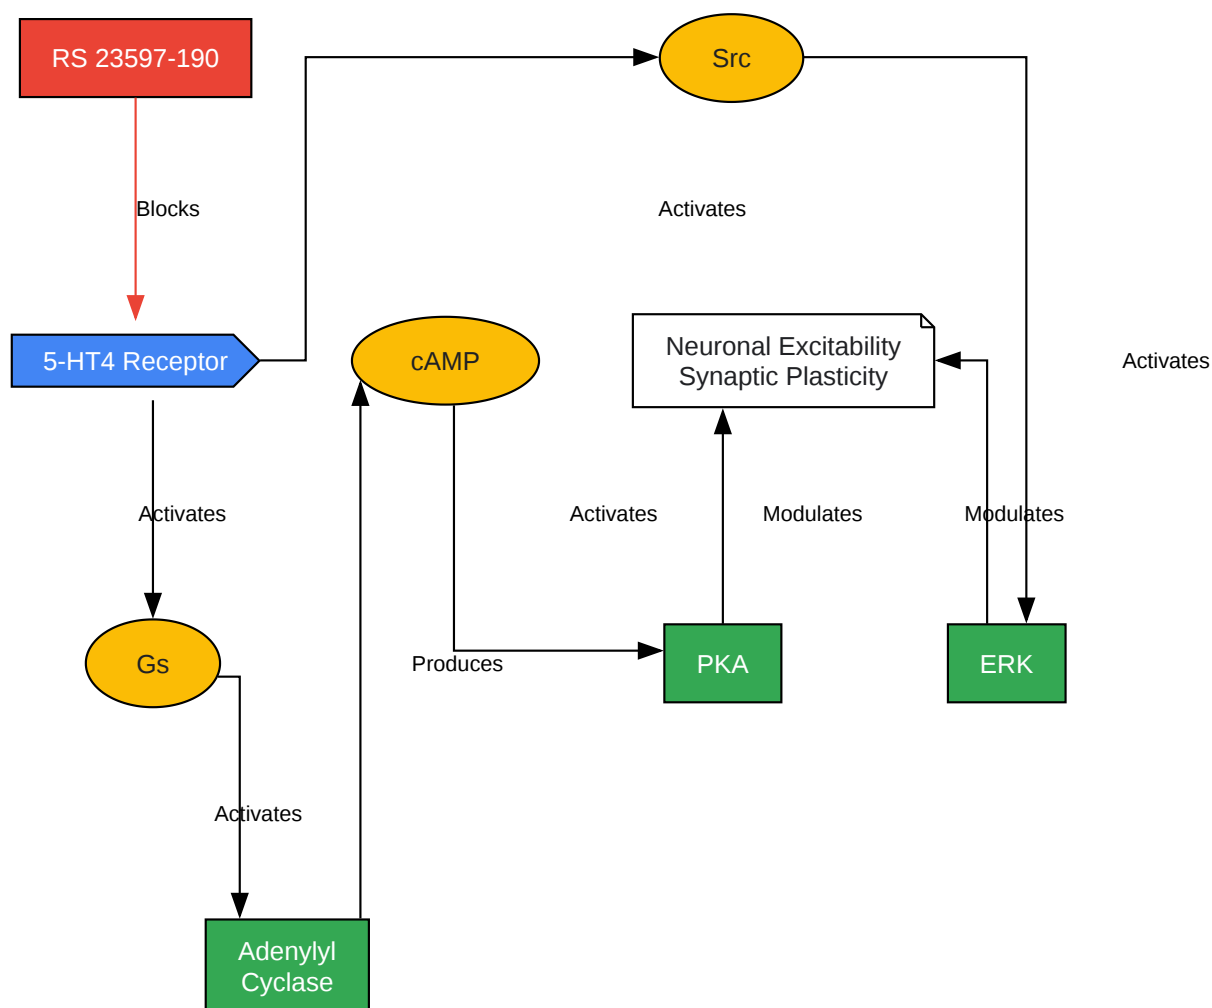 RS 23597-190
Src
Blocks
Activates
5-HT4 Receptor
cAMP
Neuronal Excitability
Synaptic Plasticity
Activates
Activates
Activates
Modulates
Modulates
Gs
Produces
PKA
ERK
Activates
Adenylyl
Cyclase